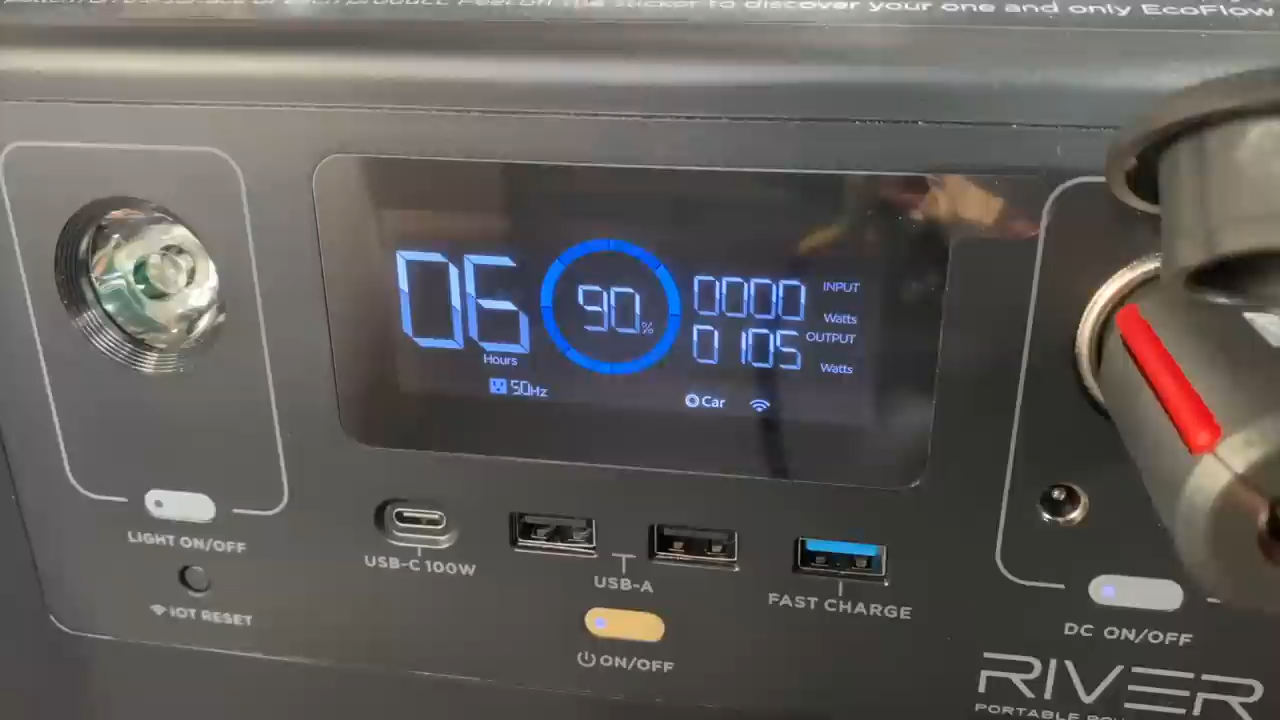 to discover your one and only EcoFlow
06
Hours
50Hz
90%
0000
INPUT
Watts
0105
OUTPUT
Watts
Car
LIGHT ON/OFF
IOT RESET
USB-C 100W
USB-A
FAST CHARGE
ON/OFF
DC ON/OFF
RIVER
PORTABLE